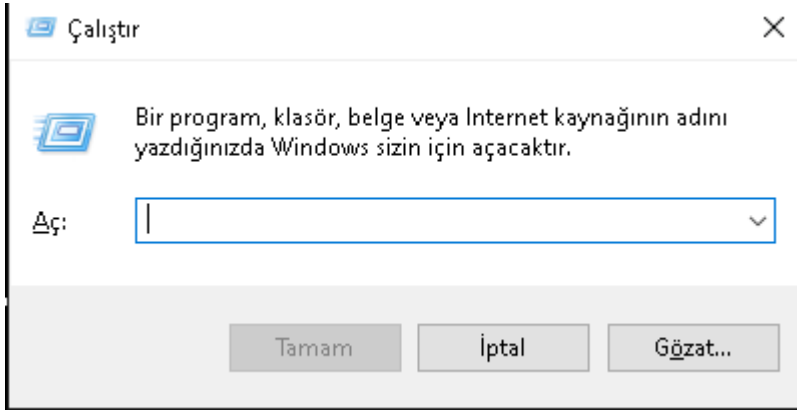 Çalıştır
Bir program, klasör, belge veya Internet kaynağının adını
yazdığınızda Windows sizin için açacaktır.
Aç:
Tamam İptal Gözat...